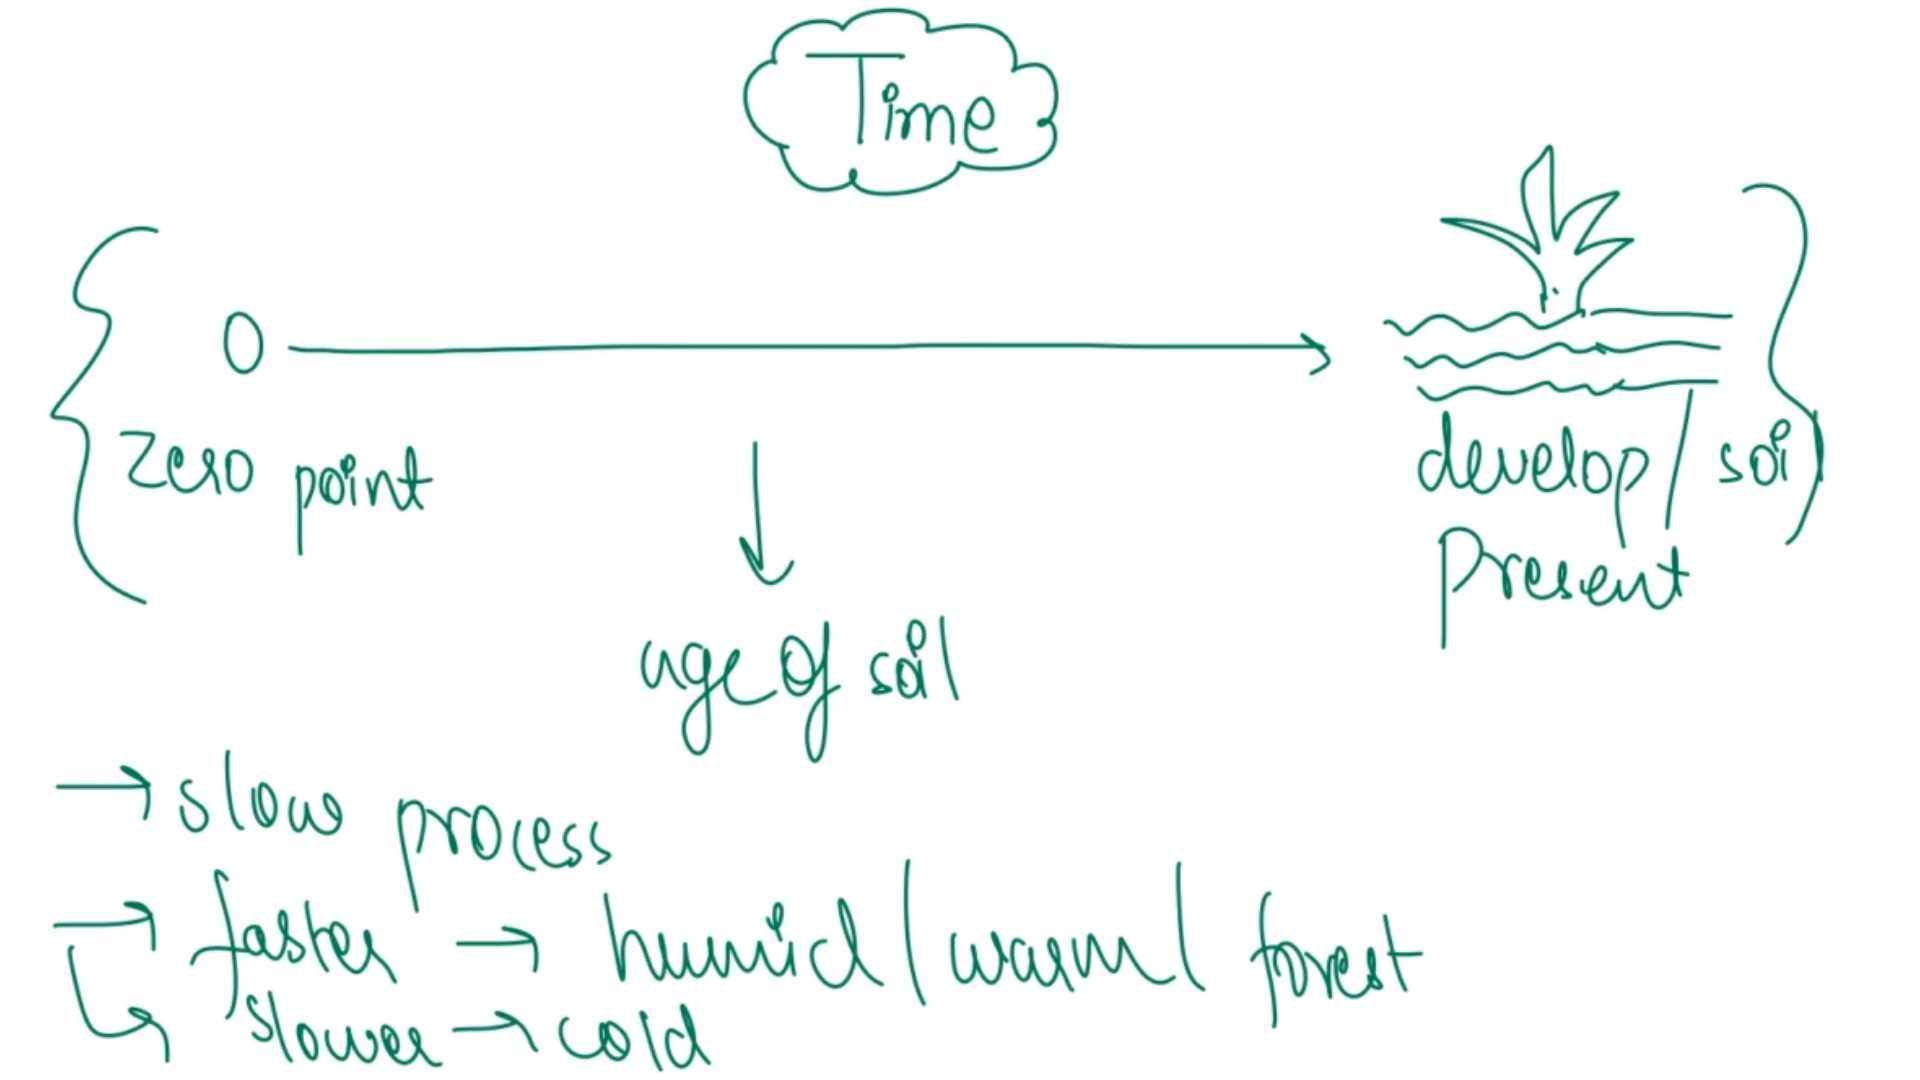 Time
0
zero point
develop / soil
present
age of soil
→ slow process
→ faster → humid / warm / forest
slower → cold